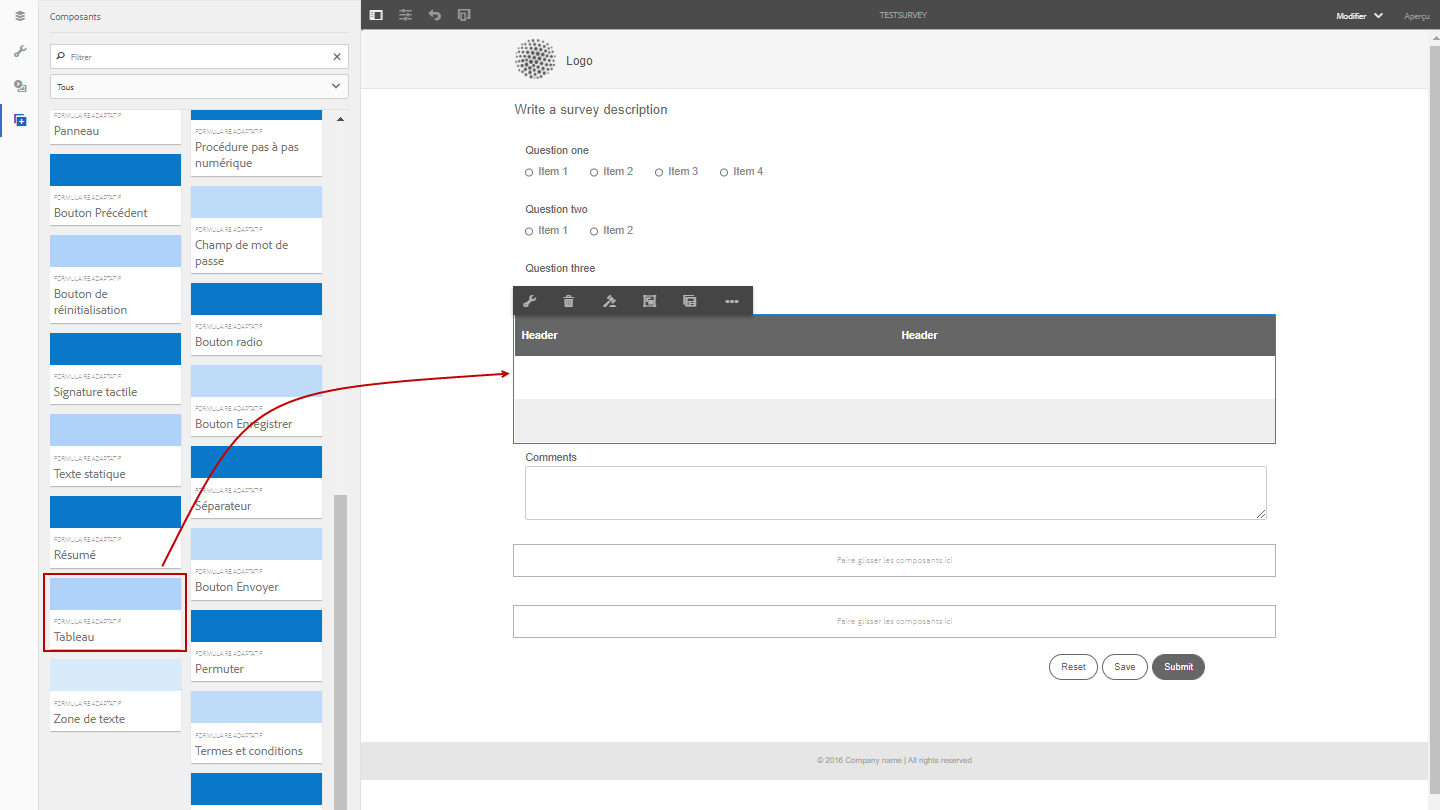 Composants
Filtrer
Tous
FORMULAIRE ADAPTATIF
Panneau
FORMULAIRE ADAPTATIF
Bouton Précédent
FORMULAIRE ADAPTATIF
Bouton de
réinitialisation
FORMULAIRE ADAPTATIF
Signature tactile
FORMULAIRE ADAPTATIF
Texte statique
FORMULAIRE ADAPTATIF
Résumé
FORMULAIRE ADAPTATIF
Tableau
FORMULAIRE ADAPTATIF
Zone de texte
FORMULAIRE ADAPTATIF
Procédure pas à pas
numérique
FORMULAIRE ADAPTATIF
Champ de mot de
passe
FORMULAIRE ADAPTATIF
Bouton radio
FORMULAIRE ADAPTATIF
Bouton Enregistrer
FORMULAIRE ADAPTATIF
Séparateur
FORMULAIRE ADAPTATIF
Bouton Envoyer
FORMULAIRE ADAPTATIF
Permuter
FORMULAIRE ADAPTATIF
Termes et conditions
TESTSURVEY
Modifier
Aperçu
Logo
Write a survey description
Question one
Item 1 Item 2 Item 3 Item 4
Question two
Item 1 Item 2
Question three
Header Header
Comments
Faire glisser les composants ici
Faire glisser les composants ici
Reset Save Submit
© 2016 Company name | All rights reserved